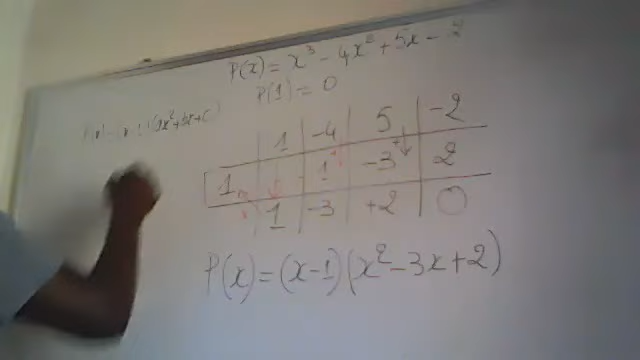 P(x) = x³ - 4x² + 5x - 2
P(1) = 0
1 -4 5 -2
1 1 -3 2
1 -3 +2 0
P(x) = (x-1)(x²-3x+2)